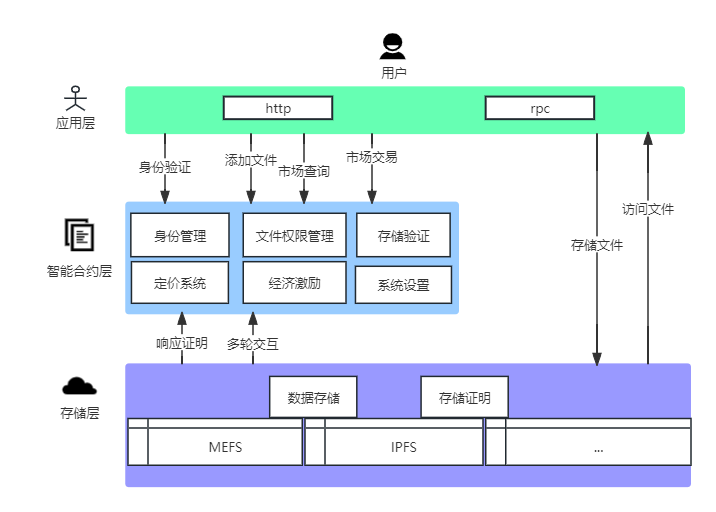 用户
http
rpc
应用层
身份验证
添加文件
市场查询
市场交易
访问文件
存储文件
智能合约层
身份管理
文件权限管理
存储验证
定价系统
经济激励
系统设置
响应证明
多轮交互
存储层
数据存储
存储证明
MEFS
IPFS
...